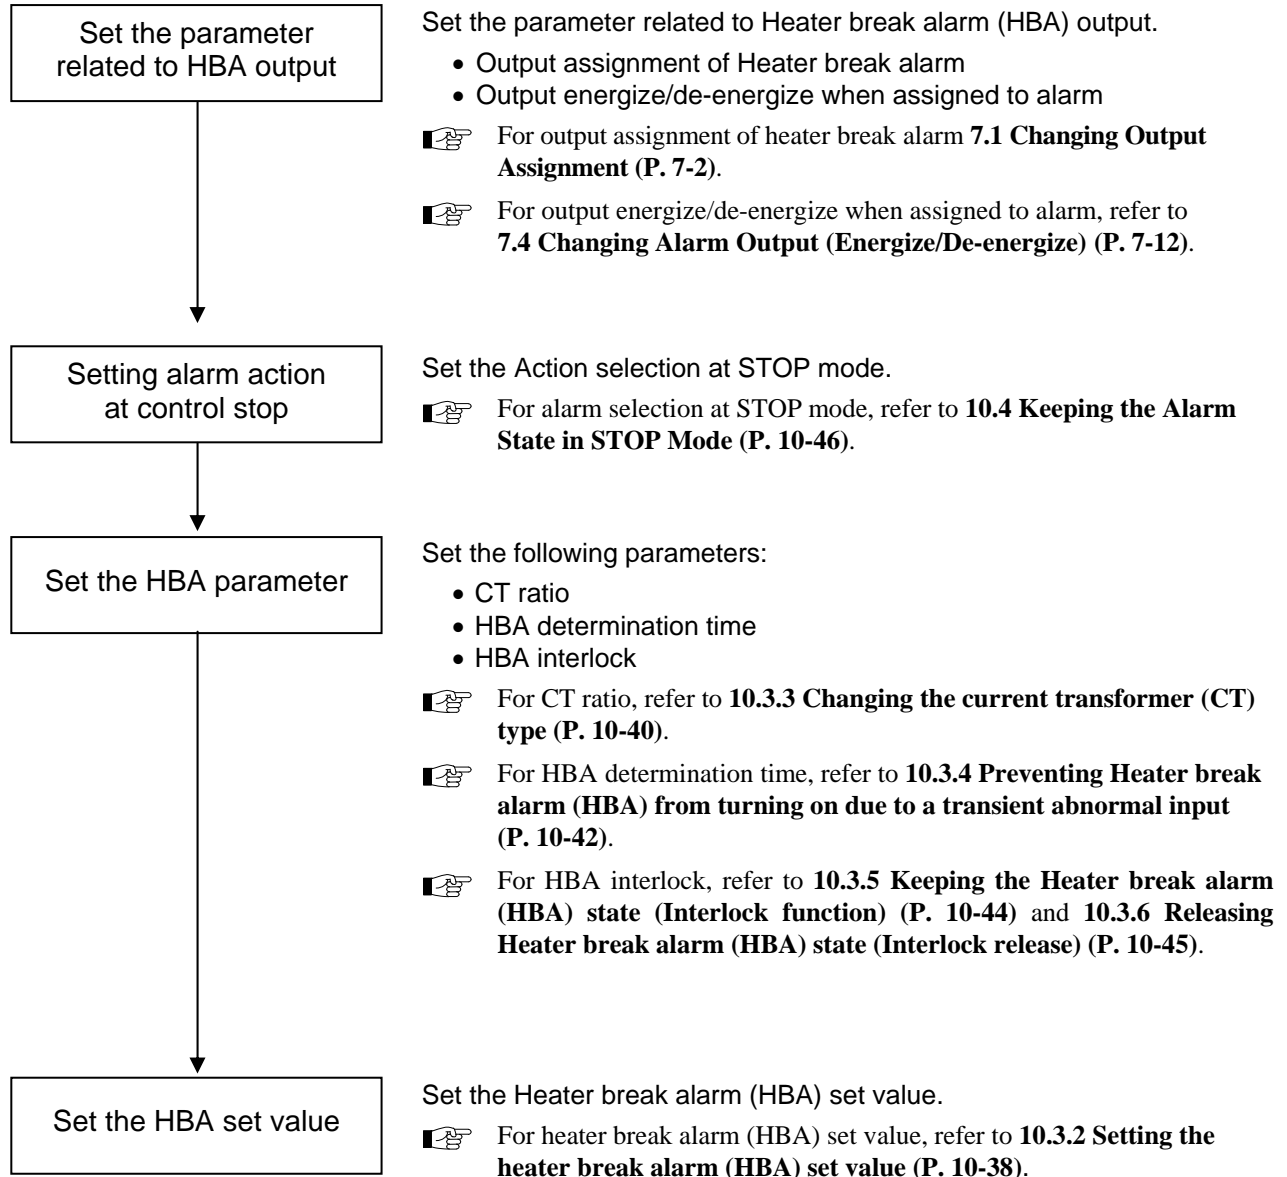 Set the parameter
related to HBA output
Set the parameter related to Heater break alarm (HBA) output.
• Output assignment of Heater break alarm
• Output energize/de-energize when assigned to alarm
For output assignment of heater break alarm 7.1 Changing Output
Assignment (P. 7-2).
For output energize/de-energize when assigned to alarm, refer to
7.4 Changing Alarm Output (Energize/De-energize) (P. 7-12).
Setting alarm action
at control stop
Set the Action selection at STOP mode.
For alarm selection at STOP mode, refer to 10.4 Keeping the Alarm
State in STOP Mode (P. 10-46).
Set the HBA parameter
Set the following parameters:
• CT ratio
• HBA determination time
• HBA interlock
For CT ratio, refer to 10.3.3 Changing the current transformer (CT)
type (P. 10-40).
For HBA determination time, refer to 10.3.4 Preventing Heater break
alarm (HBA) from turning on due to a transient abnormal input
(P. 10-42).
For HBA interlock, refer to 10.3.5 Keeping the Heater break alarm
(HBA) state (Interlock function) (P. 10-44) and 10.3.6 Releasing
Heater break alarm (HBA) state (Interlock release) (P. 10-45).
Set the HBA set value
Set the Heater break alarm (HBA) set value.
For heater break alarm (HBA) set value, refer to 10.3.2 Setting the
heater break alarm (HBA) set value (P. 10-38).